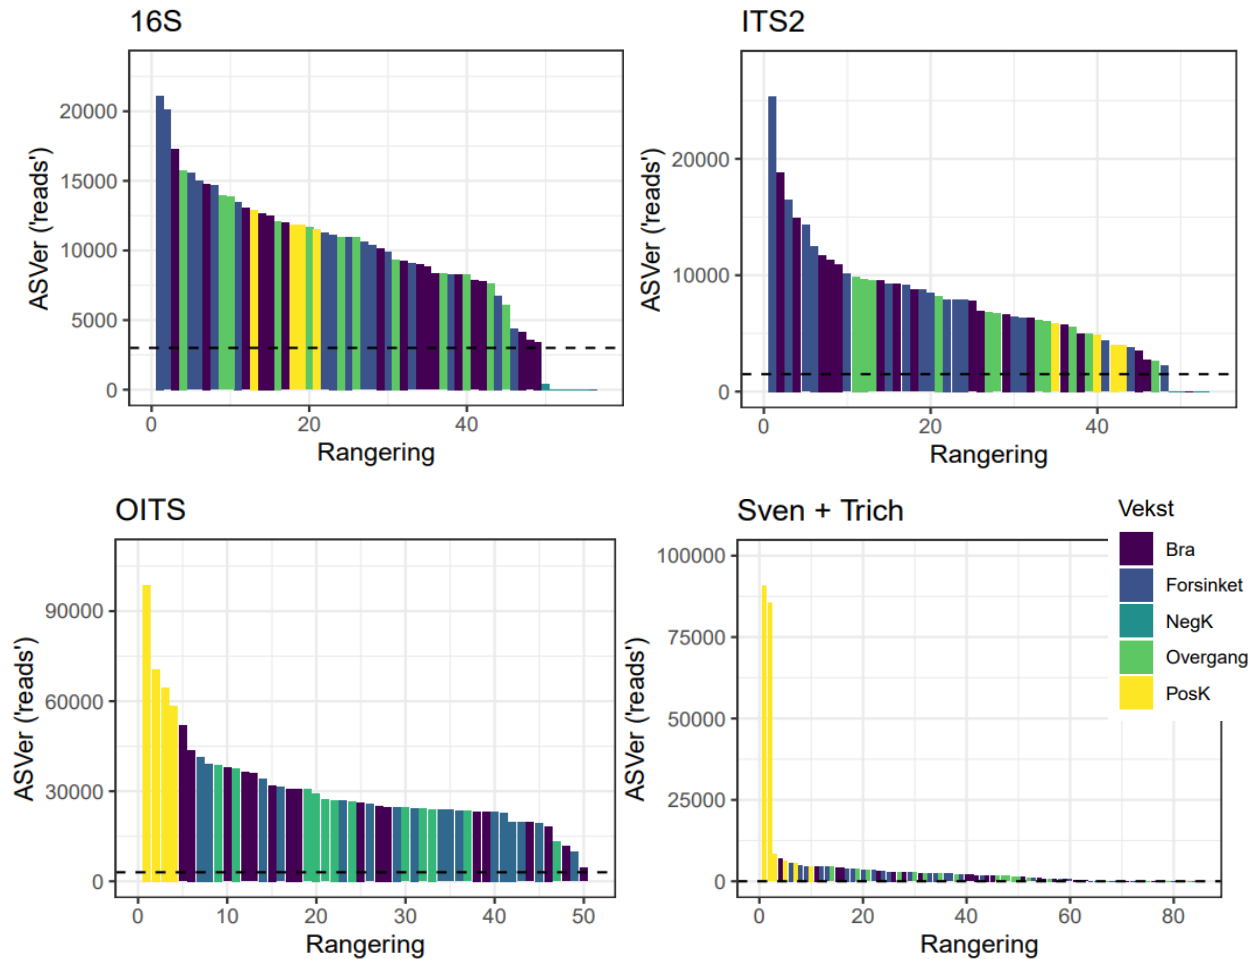 16S
ASVer ('reads')
20000
15000
10000
5000
0
0 20 40
Rangering
ITS2
ASVer ('reads')
20000
10000
0
0 20 40
Rangering
OITS
ASVer ('reads')
90000
60000
30000
0
0 10 20 30 40 50
Rangering
Sven + Trich
ASVer ('reads')
100000
75000
50000
25000
0
0 20 40 60 80
Rangering
Vekst
Bra
Forsinket
NegK
Overgang
PosK